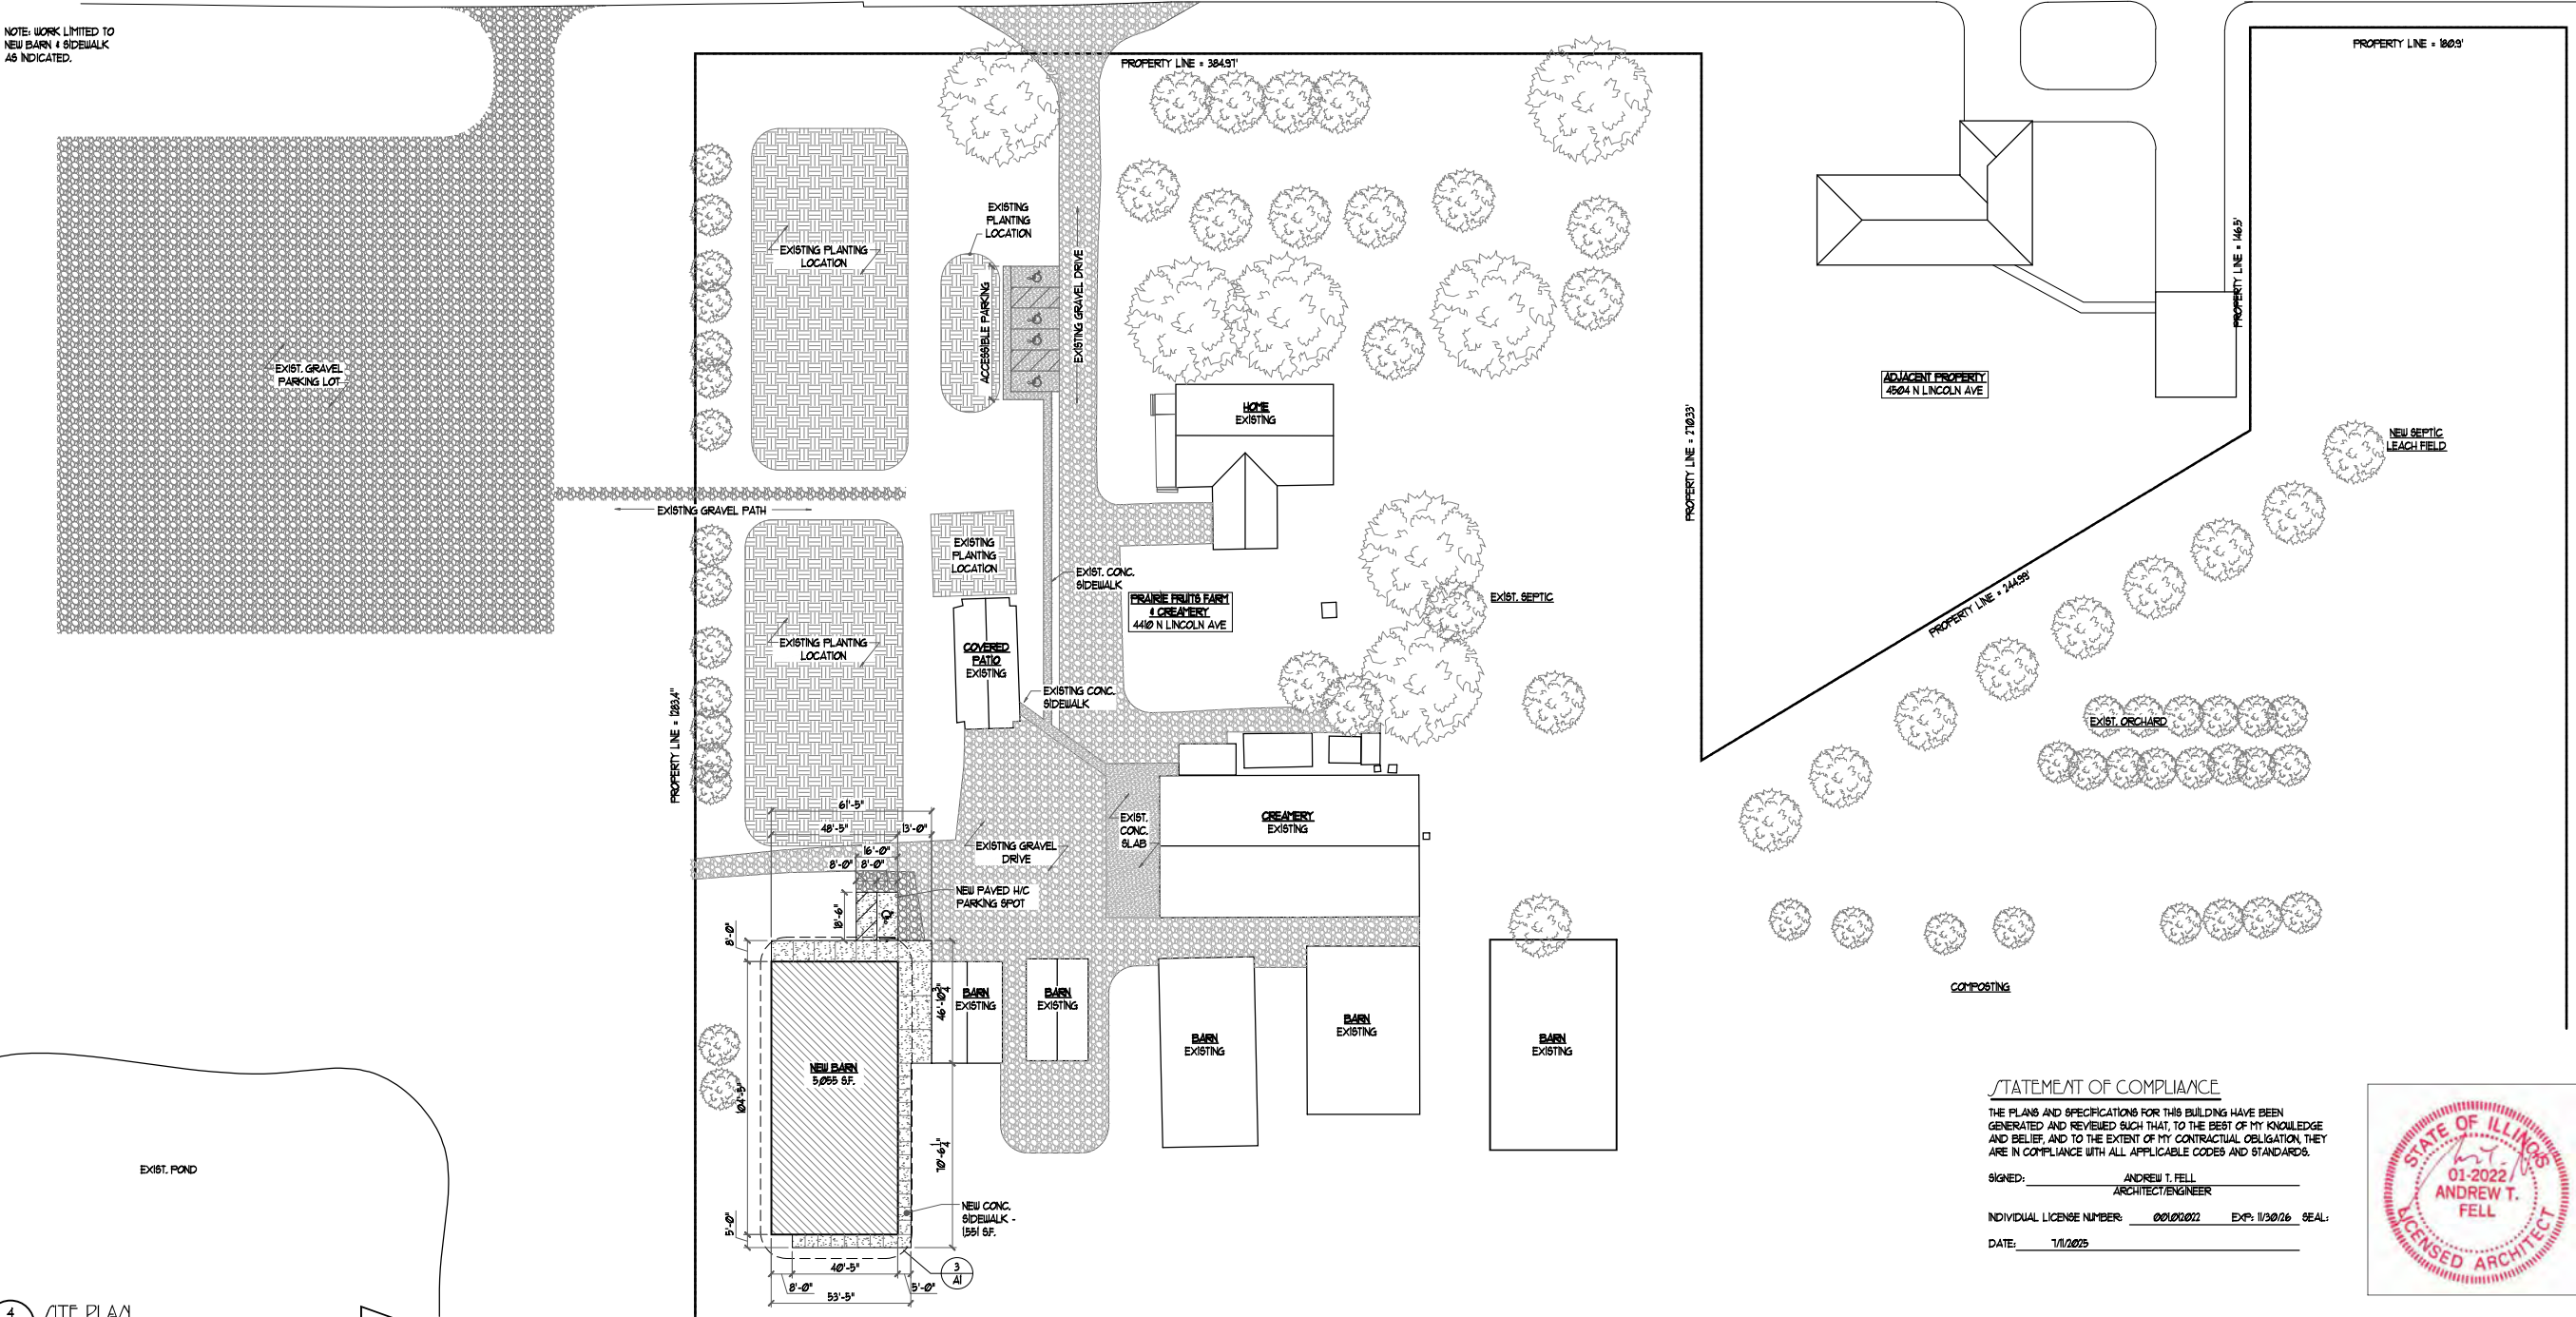 NOTE: WORK LIMITED TO
NEW BARN & SIDEWALK
AS INDICATED.
PROPERTY LINE = 384.97'
PROPERTY LINE = 180.9'
EXISTING
PLANTING
LOCATION
EXISTING PLANTING
LOCATION
ACCESSIBLE PARKING
EXISTING GRAVEL DRIVE
PROPERTY LINE = 146.5'
EXIST. GRAVEL
PARKING LOT
HOME
EXISTING
ADJACENT PROPERTY
4504 N LINCOLN AVE
PROPERTY LINE = 270.33'
NEW SEPTIC
LEACH FIELD
EXISTING GRAVEL PATH
EXISTING
PLANTING
LOCATION
EXIST. CONC.
SIDEWALK
PRAIRIE FRUITS FARM
& CREAMERY
4410 N LINCOLN AVE
EXIST. SEPTIC
PROPERTY LINE = 244.99'
EXISTING PLANTING
LOCATION
COVERED
PATIO
EXISTING
EXISTING CONC.
SIDEWALK
PROPERTY LINE = 1283.4"
EXIST. ORCHARD
61'-5"
48'-5"
13'-0"
16'-0"
8'-0"
8'-0"
EXISTING GRAVEL
DRIVE
EXIST.
CONC.
SLAB
CREAMERY
EXISTING
NEW PAVED H/C
PARKING SPOT
18'-6"
8'-0"
46'-10 3/4"
BARN
EXISTING
BARN
EXISTING
BARN
EXISTING
BARN
EXISTING
BARN
EXISTING
COMPOSTING
NEW BARN
5,055 S.F.
104'-5"
70'-6 1/4"
EXIST. POND
NEW CONC.
SIDEWALK -
1,551 S.F.
5'-0"
40'-5"
8'-0"
5'-0"
53'-5"
3
A1
4
SITE PLAN
STATEMENT OF COMPLIANCE
THE PLANS AND SPECIFICATIONS FOR THIS BUILDING HAVE BEEN
GENERATED AND REVIEWED SUCH THAT, TO THE BEST OF MY KNOWLEDGE
AND BELIEF, AND TO THE EXTENT OF MY CONTRACTUAL OBLIGATION, THEY
ARE IN COMPLIANCE WITH ALL APPLICABLE CODES AND STANDARDS.
SIGNED: ANDREW T. FELL
ARCHITECT/ENGINEER
INDIVIDUAL LICENSE NUMBER: 001012022 EXP: 11/30/26 SEAL:
DATE: 7/11/2025
STATE OF ILLINOIS
01-2022
ANDREW T.
FELL
LICENSED ARCHITECT